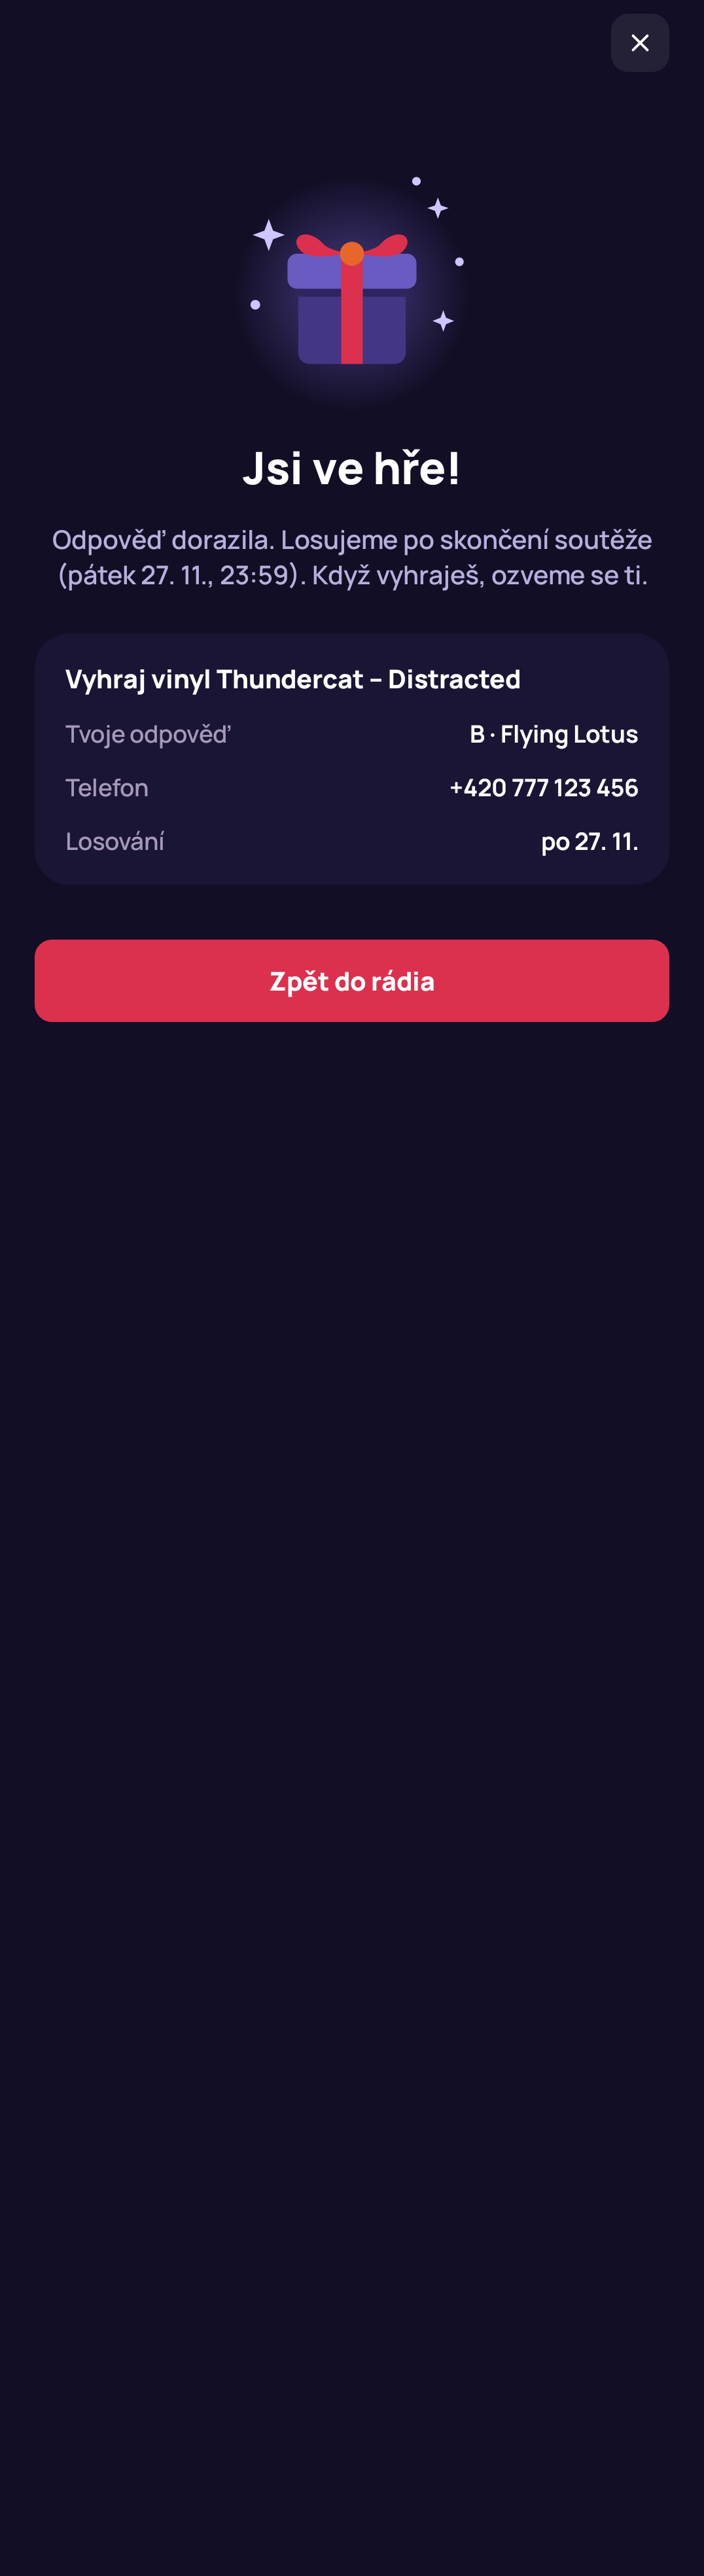 Jsi ve hře!
Odpověď dorazila. Losujeme po skončení soutěže
(pátek 27. 11., 23:59). Když vyhraješ, ozveme se ti.
Vyhraj vinyl Thundercat – Distracted
Tvoje odpověď B · Flying Lotus
Telefon +420 777 123 456
Losování po 27. 11.
Zpět do rádia